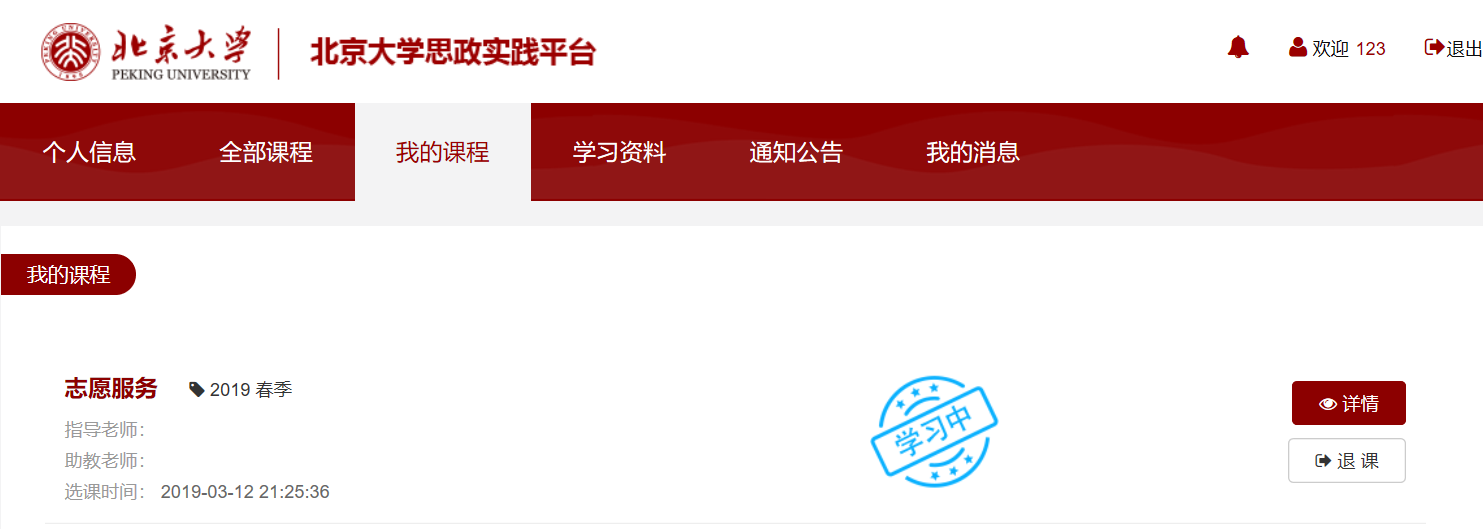 北京大学
PEKING UNIVERSITY
北京大学思政实践平台
欢迎 123
退出
个人信息 全部课程 我的课程 学习资料 通知公告 我的消息
我的课程
志愿服务 2019 春季
指导老师：
助教老师：
选课时间： 2019-03-12 21:25:36
学习中
详情
退 课